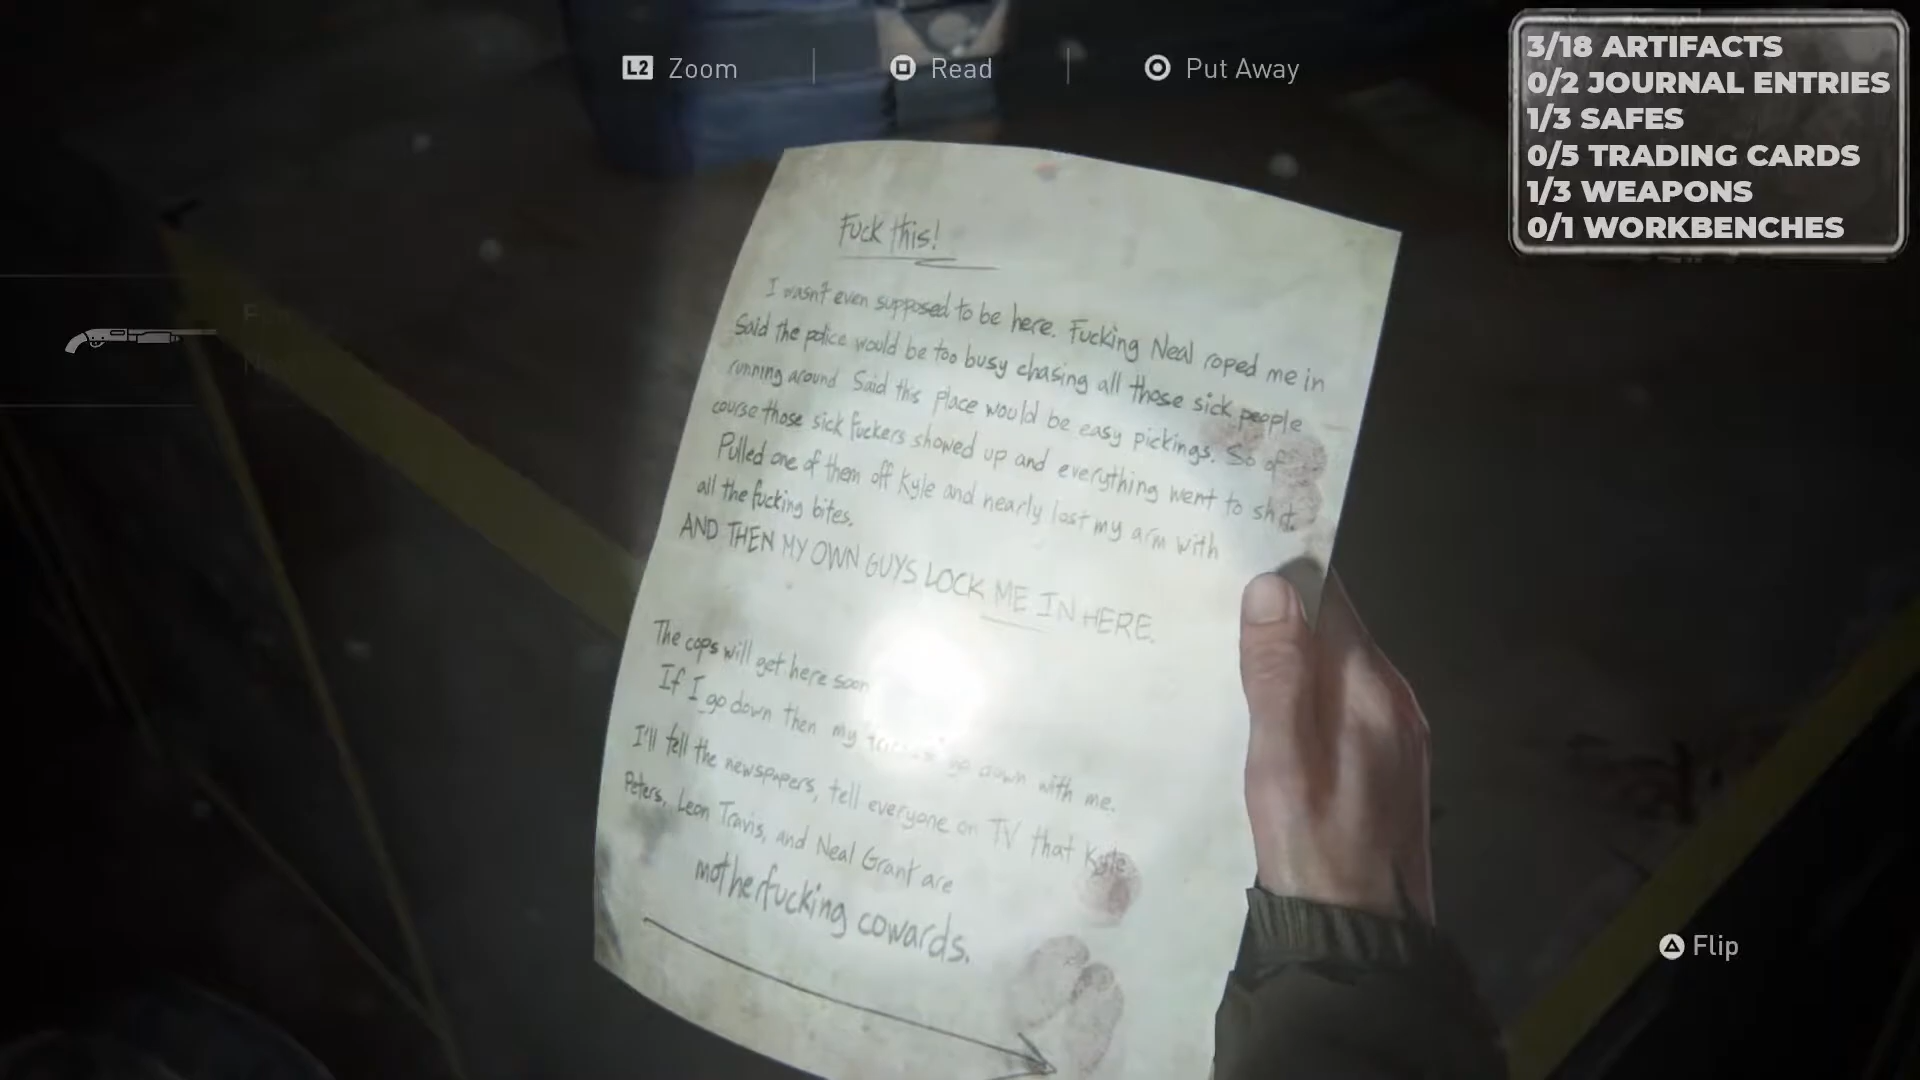 L2 Zoom
Read
Put Away
3/18 ARTIFACTS
0/2 JOURNAL ENTRIES
1/3 SAFES
0/5 TRADING CARDS
1/3 WEAPONS
0/1 WORKBENCHES
Fuck this!
I wasn't even supposed to be here. Fucking Neal roped me in
Said the police would be too busy chasing all those sick people
running around. Said this place would be easy pickings. So of
course those sick fuckers showed up and everything went to shit.
Pulled one of them off Kyle and nearly lost my arm with
all the fucking bites.
AND THEN MY OWN GUYS LOCK ME IN HERE.
The cops will get here soon
If I go down then my go down with me.
I'll tell the newspapers, tell everyone on TV that Kyle
Peters, Leon Travis, and Neal Grant are
motherfucking cowards.
Flip